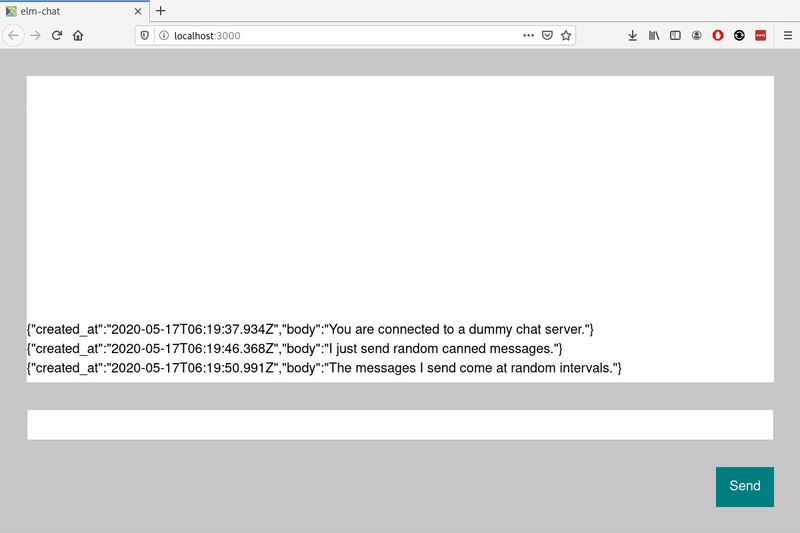 elm-chat
localhost:3000
{"created_at":"2020-05-17T06:19:37.934Z","body":"You are connected to a dummy chat server."}
{"created_at":"2020-05-17T06:19:46.368Z","body":"I just send random canned messages."}
{"created_at":"2020-05-17T06:19:50.991Z","body":"The messages I send come at random intervals."}
Send